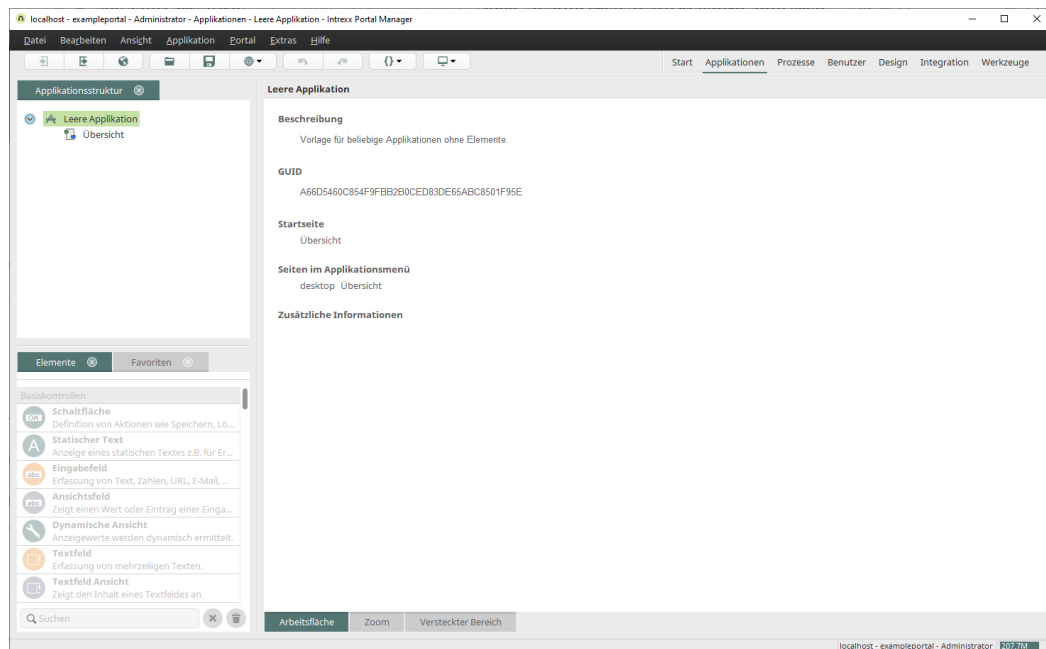 localhost - exampleportal - Administrator - Applikationen - Leere Applikation - Intrexx Portal Manager
Datei Bearbeiten Ansicht Applikation Portal Extras Hilfe
Start Applikationen Prozesse Benutzer Design Integration Werkzeuge
Applikationsstruktur
Leere Applikation
Übersicht
Leere Applikation
Beschreibung
Vorlage für beliebige Applikationen ohne Elemente.
GUID
A66D5460C854F9FBB2B0CED83DE65ABC8501F95E
Startseite
Übersicht
Seiten im Applikationsmenü
desktop Übersicht
Zusätzliche Informationen
Elemente Favoriten
Basiskontrollen
OK
Schaltfläche
Definition von Aktionen wie Speichern, Lö...
A
Statischer Text
Anzeige eines statischen Textes z.B. für Er...
abc
Eingabefeld
Erfassung von Text, Zahlen, URL, E-Mail, ...
abc
Ansichtsfeld
Zeigt einen Wert oder Eintrag einer Einga...
Dynamische Ansicht
Anzeigewerte werden dynamisch ermittelt.
Textfeld
Erfassung von mehrzeiligen Texten.
Textfeld Ansicht
Zeigt den Inhalt eines Textfeldes an.
Suchen
Arbeitsfläche Zoom Versteckter Bereich
localhost - exampleportal - Administrator 207.7M